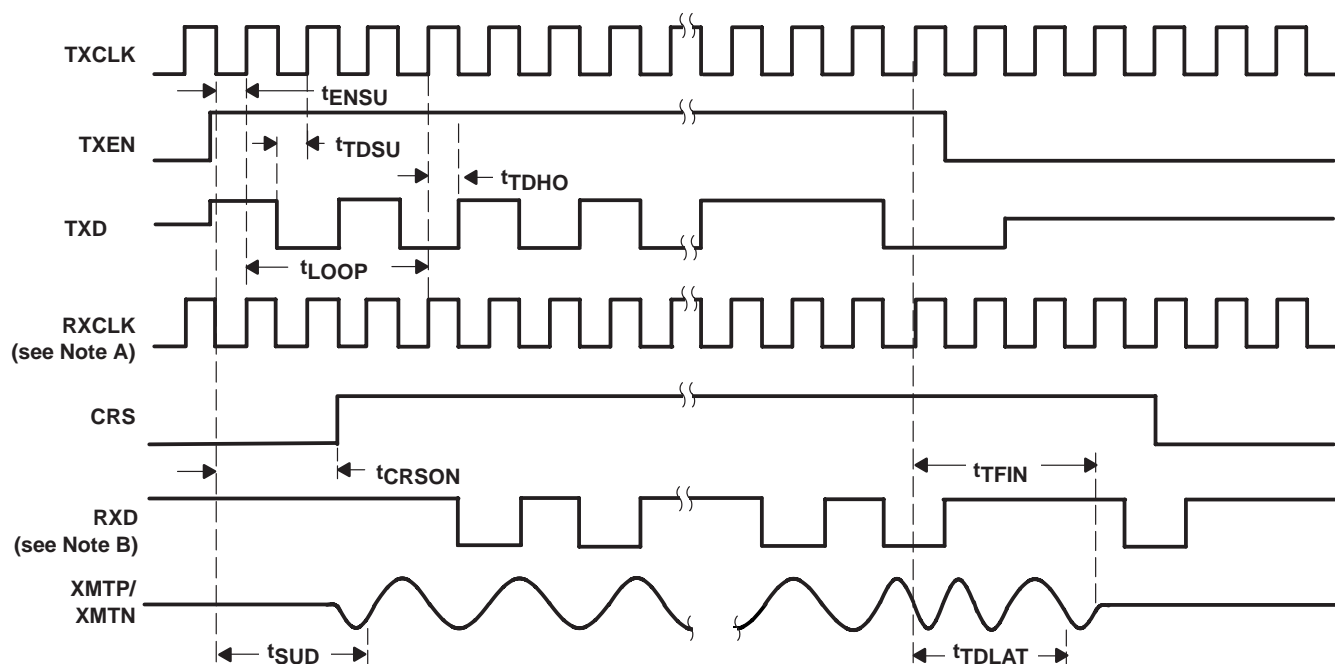 TXCLK
tENSU
TXEN
tTDSU
tTDHO
TXD
tLOOP
RXCLK
(see Note A)
CRS
tCRSON
tTFIN
RXD
(see Note B)
XMTP/
XMTN
tSUD
tTDLAT